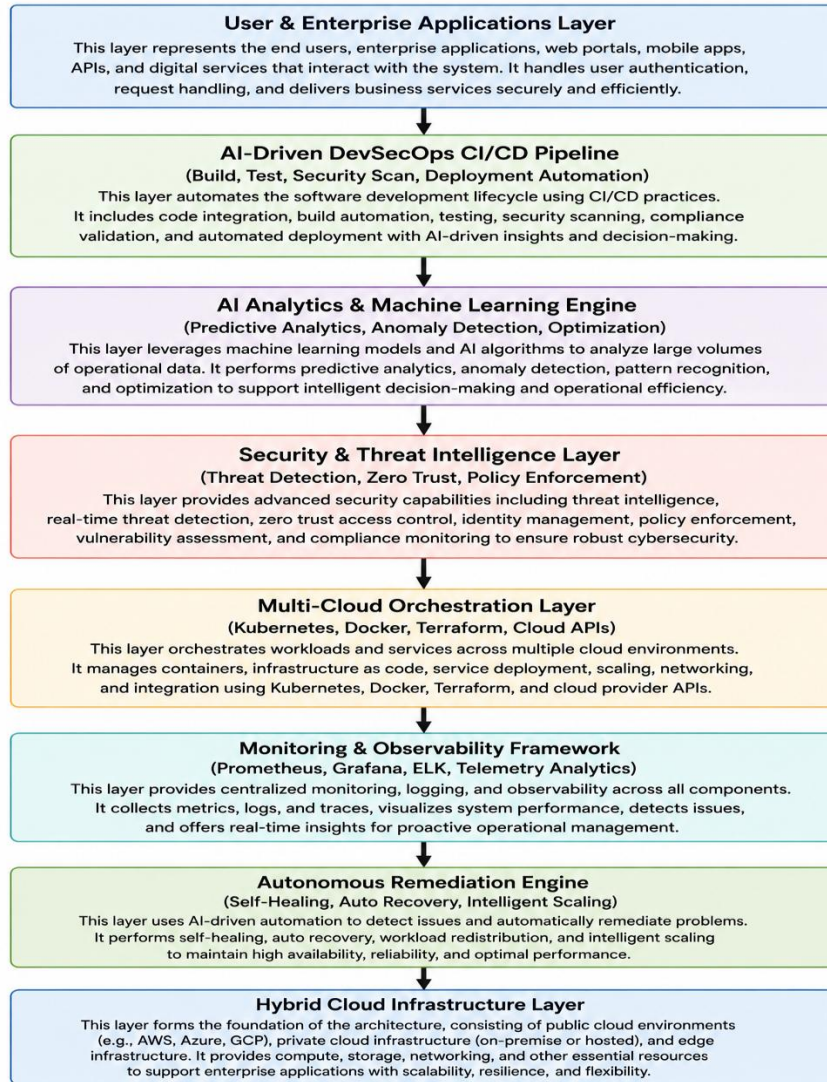 User & Enterprise Applications Layer
This layer represents the end users, enterprise applications, web portals, mobile apps,
APIs, and digital services that interact with the system. It handles user authentication,
request handling, and delivers business services securely and efficiently.
AI-Driven DevSecOps CI/CD Pipeline
(Build, Test, Security Scan, Deployment Automation)
This layer automates the software development lifecycle using CI/CD practices.
It includes code integration, build automation, testing, security scanning, compliance
validation, and automated deployment with AI-driven insights and decision-making.
AI Analytics & Machine Learning Engine
(Predictive Analytics, Anomaly Detection, Optimization)
This layer leverages machine learning models and AI algorithms to analyze large volumes
of operational data. It performs predictive analytics, anomaly detection, pattern recognition,
and optimization to support intelligent decision-making and operational efficiency.
Security & Threat Intelligence Layer
(Threat Detection, Zero Trust, Policy Enforcement)
This layer provides advanced security capabilities including threat intelligence,
real-time threat detection, zero trust access control, identity management, policy enforcement,
vulnerability assessment, and compliance monitoring to ensure robust cybersecurity.
Multi-Cloud Orchestration Layer
(Kubernetes, Docker, Terraform, Cloud APIs)
This layer orchestrates workloads and services across multiple cloud environments.
It manages containers, infrastructure as code, service deployment, scaling, networking,
and integration using Kubernetes, Docker, Terraform, and cloud provider APIs.
Monitoring & Observability Framework
(Prometheus, Grafana, ELK, Telemetry Analytics)
This layer provides centralized monitoring, logging, and observability across all components.
It collects metrics, logs, and traces, visualizes system performance, detects issues,
and offers real-time insights for proactive operational management.
Autonomous Remediation Engine
(Self-Healing, Auto Recovery, Intelligent Scaling)
This layer uses AI-driven automation to detect issues and automatically remediate problems.
It performs self-healing, auto recovery, workload redistribution, and intelligent scaling
to maintain high availability, reliability, and optimal performance.
Hybrid Cloud Infrastructure Layer
This layer forms the foundation of the architecture, consisting of public cloud environments
(e.g., AWS, Azure, GCP), private cloud infrastructure (on-premise or hosted), and edge
infrastructure. It provides compute, storage, networking, and other essential resources
to support enterprise applications with scalability, resilience, and flexibility.